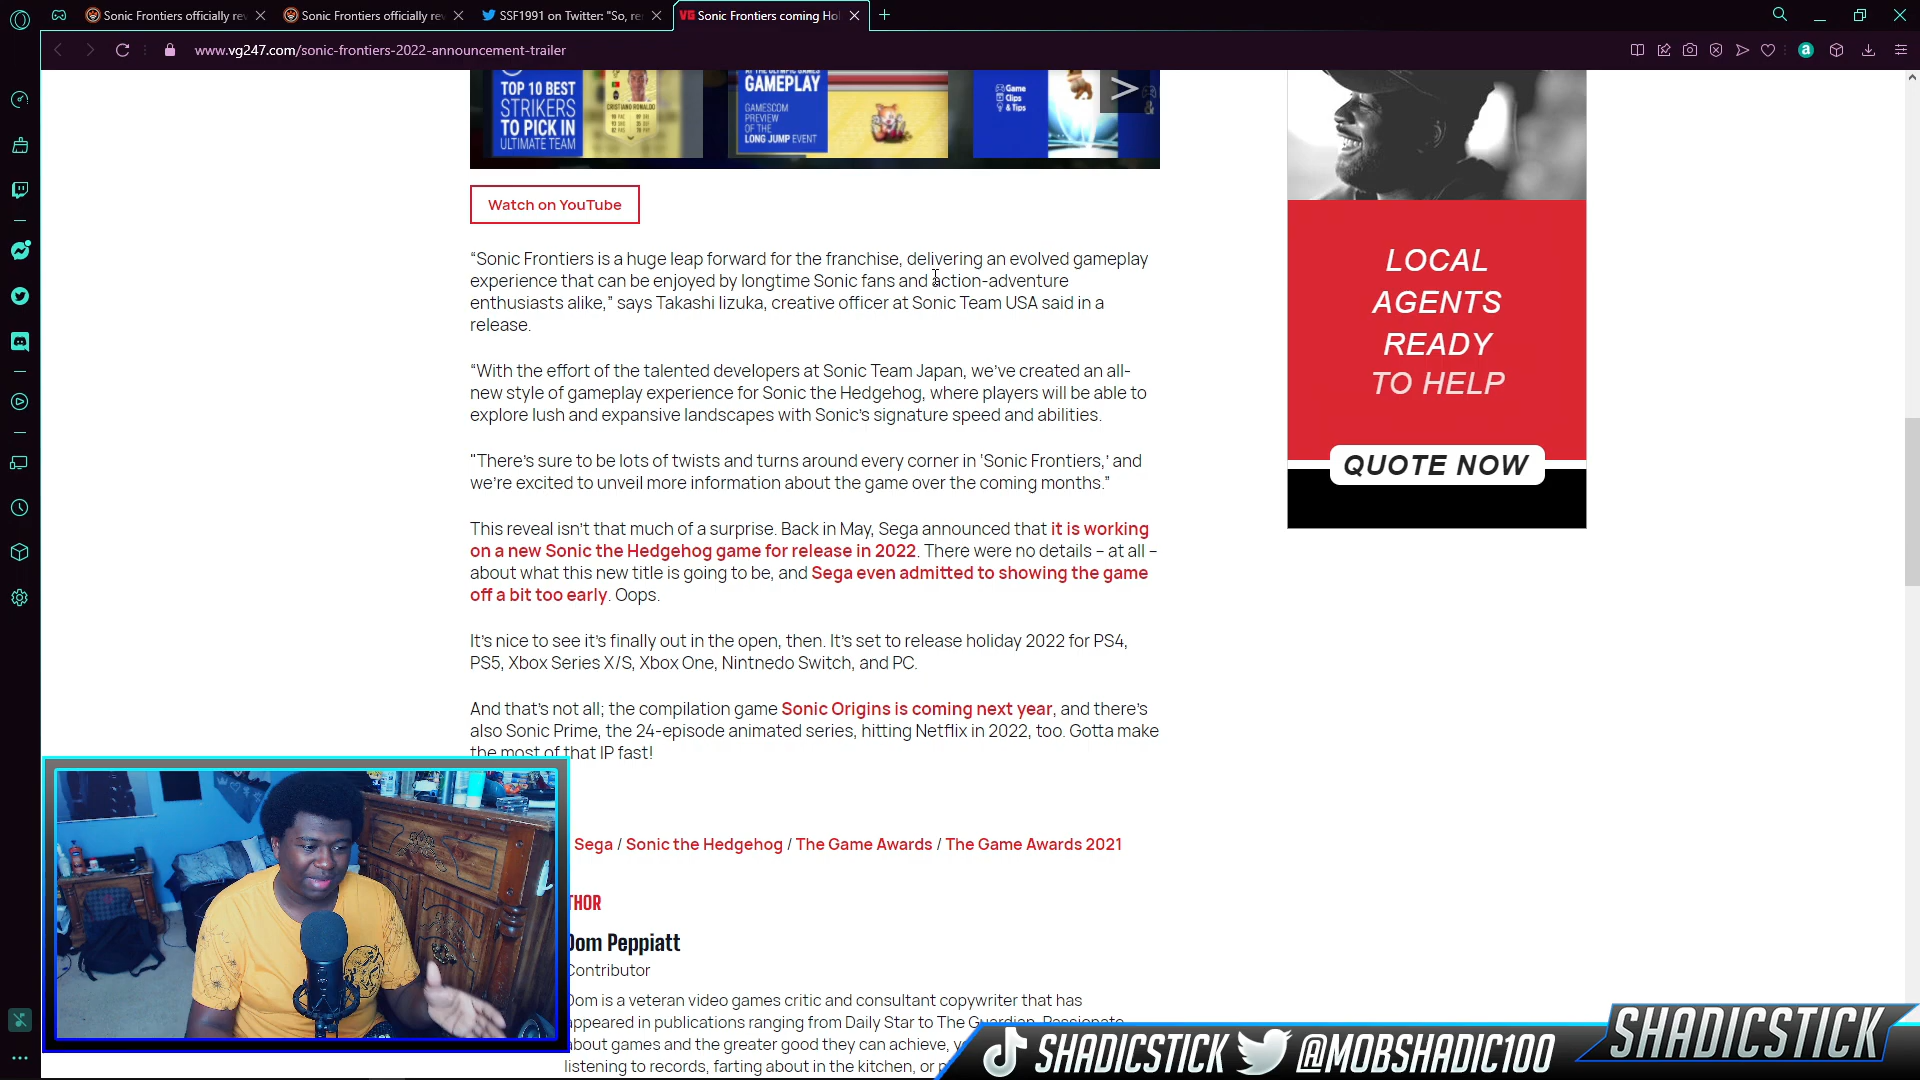 Sonic Frontiers officially rev
Sonic Frontiers officially rev
SSF1991 on Twitter: "So, re
VG Sonic Frontiers coming Hol
www.vg247.com/sonic-frontiers-2022-announcement-trailer
TOP 10 BEST
STRIKERS
TO PICK IN
ULTIMATE TEAM
CRISTIANO RONALDO
AT THE OLYMPIC GAMES
GAMEPLAY
GAMESCOM
PREVIEW
OF THE
LONG JUMP EVENT
Game
Clips
& Tips
Watch on YouTube
“Sonic Frontiers is a huge leap forward for the franchise, delivering an evolved gameplay
experience that can be enjoyed by longtime Sonic fans and action-adventure
enthusiasts alike,” says Takashi Iizuka, creative officer at Sonic Team USA said in a
release.
“With the effort of the talented developers at Sonic Team Japan, we’ve created an all-
new style of gameplay experience for Sonic the Hedgehog, where players will be able to
explore lush and expansive landscapes with Sonic’s signature speed and abilities.
"There’s sure to be lots of twists and turns around every corner in ‘Sonic Frontiers,’ and
we’re excited to unveil more information about the game over the coming months.”
This reveal isn’t that much of a surprise. Back in May, Sega announced that it is working
on a new Sonic the Hedgehog game for release in 2022. There were no details – at all –
about what this new title is going to be, and Sega even admitted to showing the game
off a bit too early. Oops.
It’s nice to see it’s finally out in the open, then. It’s set to release holiday 2022 for PS4,
PS5, Xbox Series X/S, Xbox One, Nintnedo Switch, and PC.
And that’s not all; the compilation game Sonic Origins is coming next year, and there’s
also Sonic Prime, the 24-episode animated series, hitting Netflix in 2022, too. Gotta make
the most of that IP fast!
Sega / Sonic the Hedgehog / The Game Awards / The Game Awards 2021
THOR
Dom Peppiatt
Contributor
Dom is a veteran video games critic and consultant copywriter that has
appeared in publications ranging from Daily Star to The Guardian. Passionate
about games and the greater good they can achieve, y
listening to records, farting about in the kitchen, or p
LOCAL
AGENTS
READY
TO HELP
QUOTE NOW
SHADICSTICK @MOBSHADIC100
SHADICSTICK